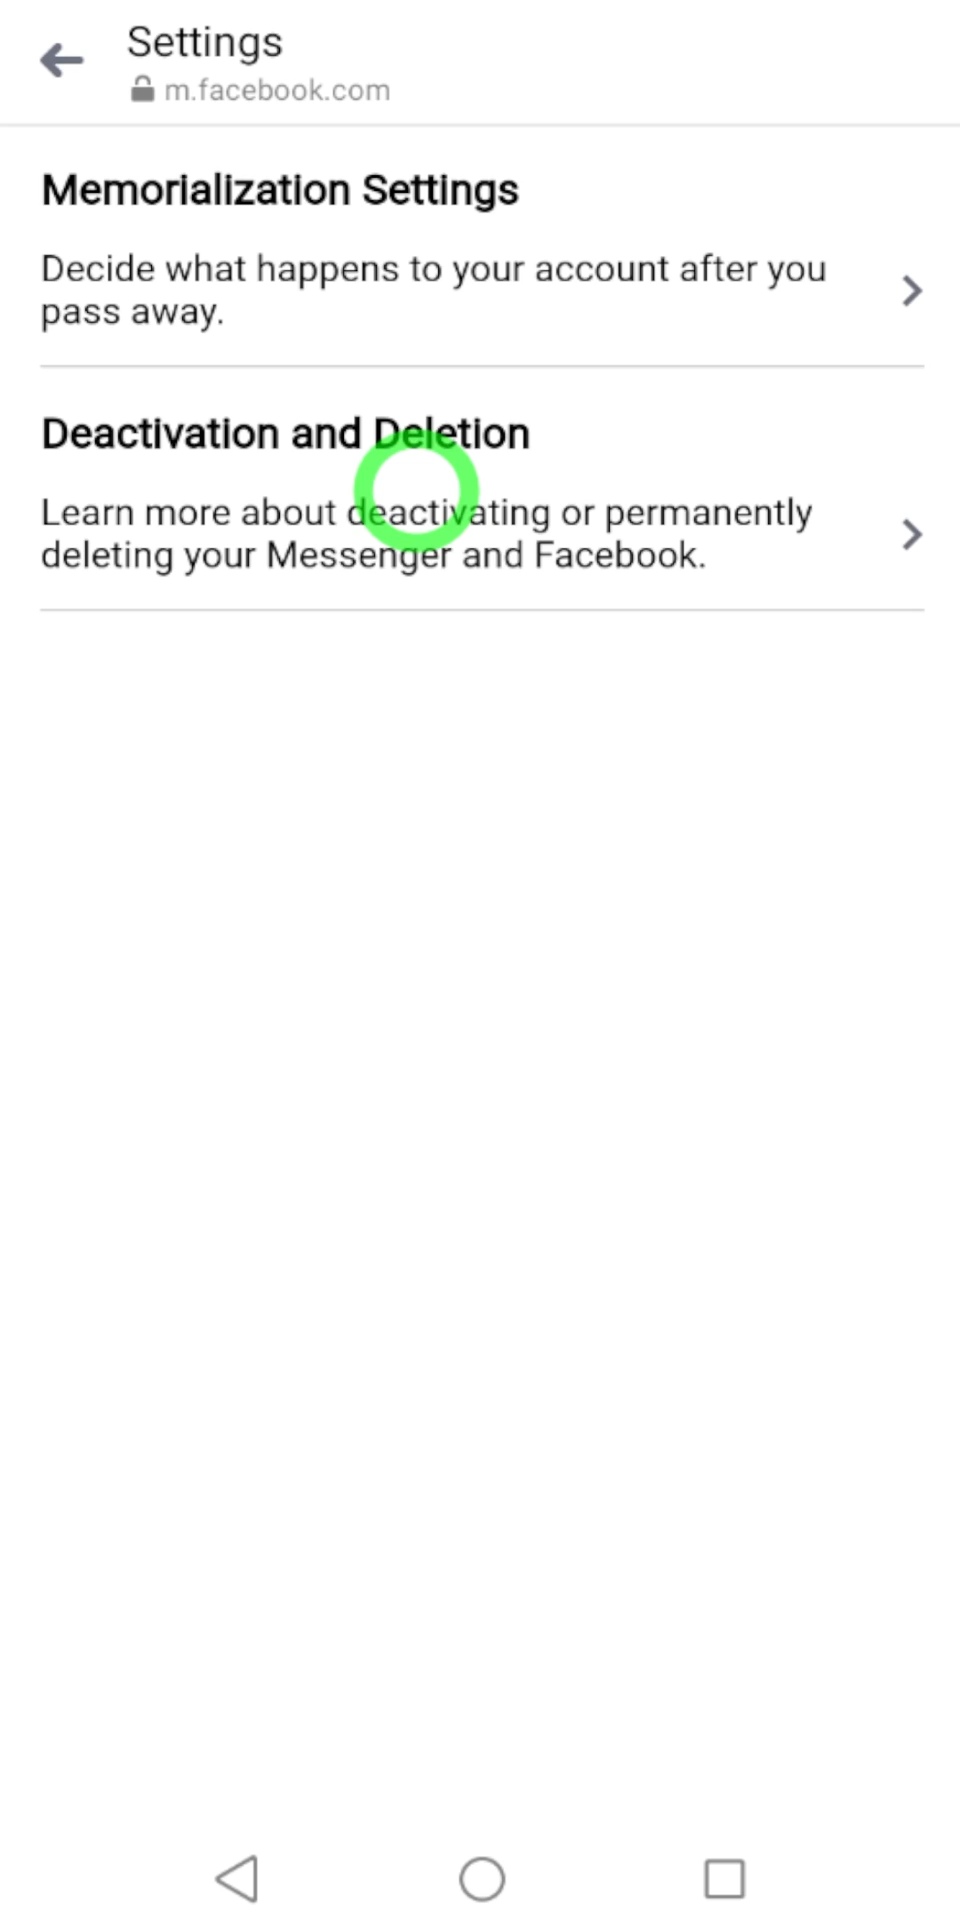 Settings
m.facebook.com
Memorialization Settings
Decide what happens to your account after you
pass away.
Deactivation and Deletion
Learn more about deactivating or permanently
deleting your Messenger and Facebook.